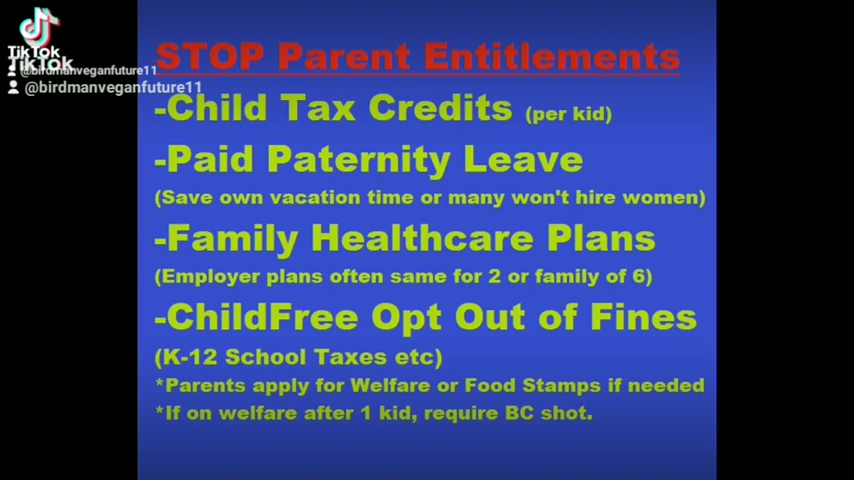 TikTok
TikTok
@birdmanveganfuture11
@birdmanveganfuture11
STOP Parent Entitlements
-Child Tax Credits (per kid)
-Paid Paternity Leave
(Save own vacation time or many won't hire women)
-Family Healthcare Plans
(Employer plans often same for 2 or family of 6)
-ChildFree Opt Out of Fines
(K-12 School Taxes etc)
*Parents apply for Welfare or Food Stamps if needed
*If on welfare after 1 kid, require BC shot.